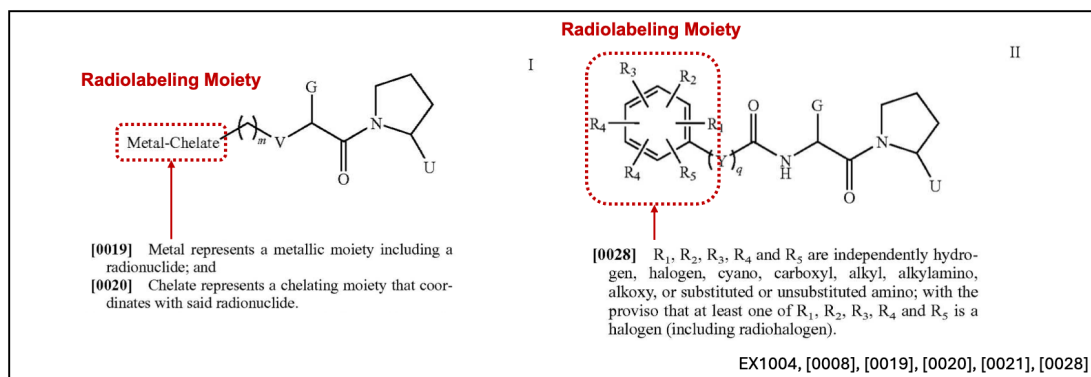 Radiolabeling Moiety
I
G
Metal-Chelate
( )m
V
N
O
U
[0019] Metal represents a metallic moiety including a
radionuclide; and
[0020] Chelate represents a chelating moiety that coor-
dinates with said radionuclide.
Radiolabeling Moiety
II
R3
R2
R4
R1
R4
R5
(Y)q
O
N
H
G
O
N
U
[0028] R1, R2, R3, R4 and R5 are independently hydro-
gen, halogen, cyano, carboxyl, alkyl, alkylamino,
alkoxy, or substituted or unsubstituted amino; with the
proviso that at least one of R1, R2, R3, R4 and R5 is a
halogen (including radiohalogen).
EX1004, [0008], [0019], [0020], [0021], [0028]